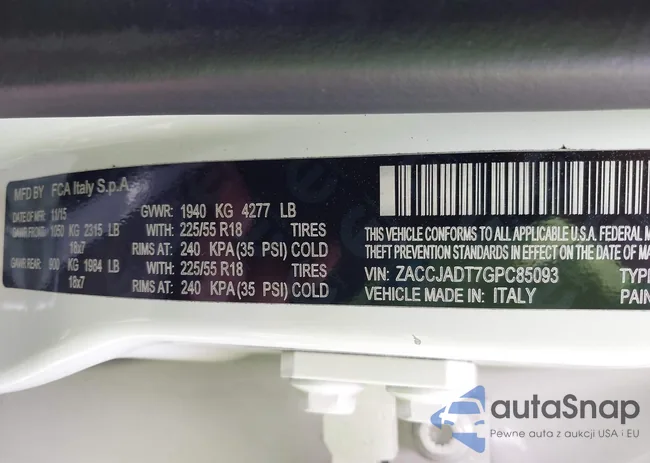 MFD BY FCA Italy S.p.A.
DATE OF MFR: 11/15 GVWR: 1940 KG 4277 LB
GAWR FRONT: 1050 KG 2315 LB WITH: 225/55 R18 TIRES
18x7 RIMS AT: 240 KPA (35 PSI) COLD
GAWR REAR: 900 KG 1984 LB WITH: 225/55 R18 TIRES
18x7 RIMS AT: 240 KPA (35 PSI) COLD
THIS VEHICLE CONFORMS TO ALL APPLICABLE U.S.A. FEDERAL M
THEFT PREVENTION STANDARDS IN EFFECT ON THE DATE OF MA
VIN: ZACCJADT7GPC85093 TYPE
VEHICLE MADE IN: ITALY PAIN
autaSnap
Pewne auta z aukcji USA i EU